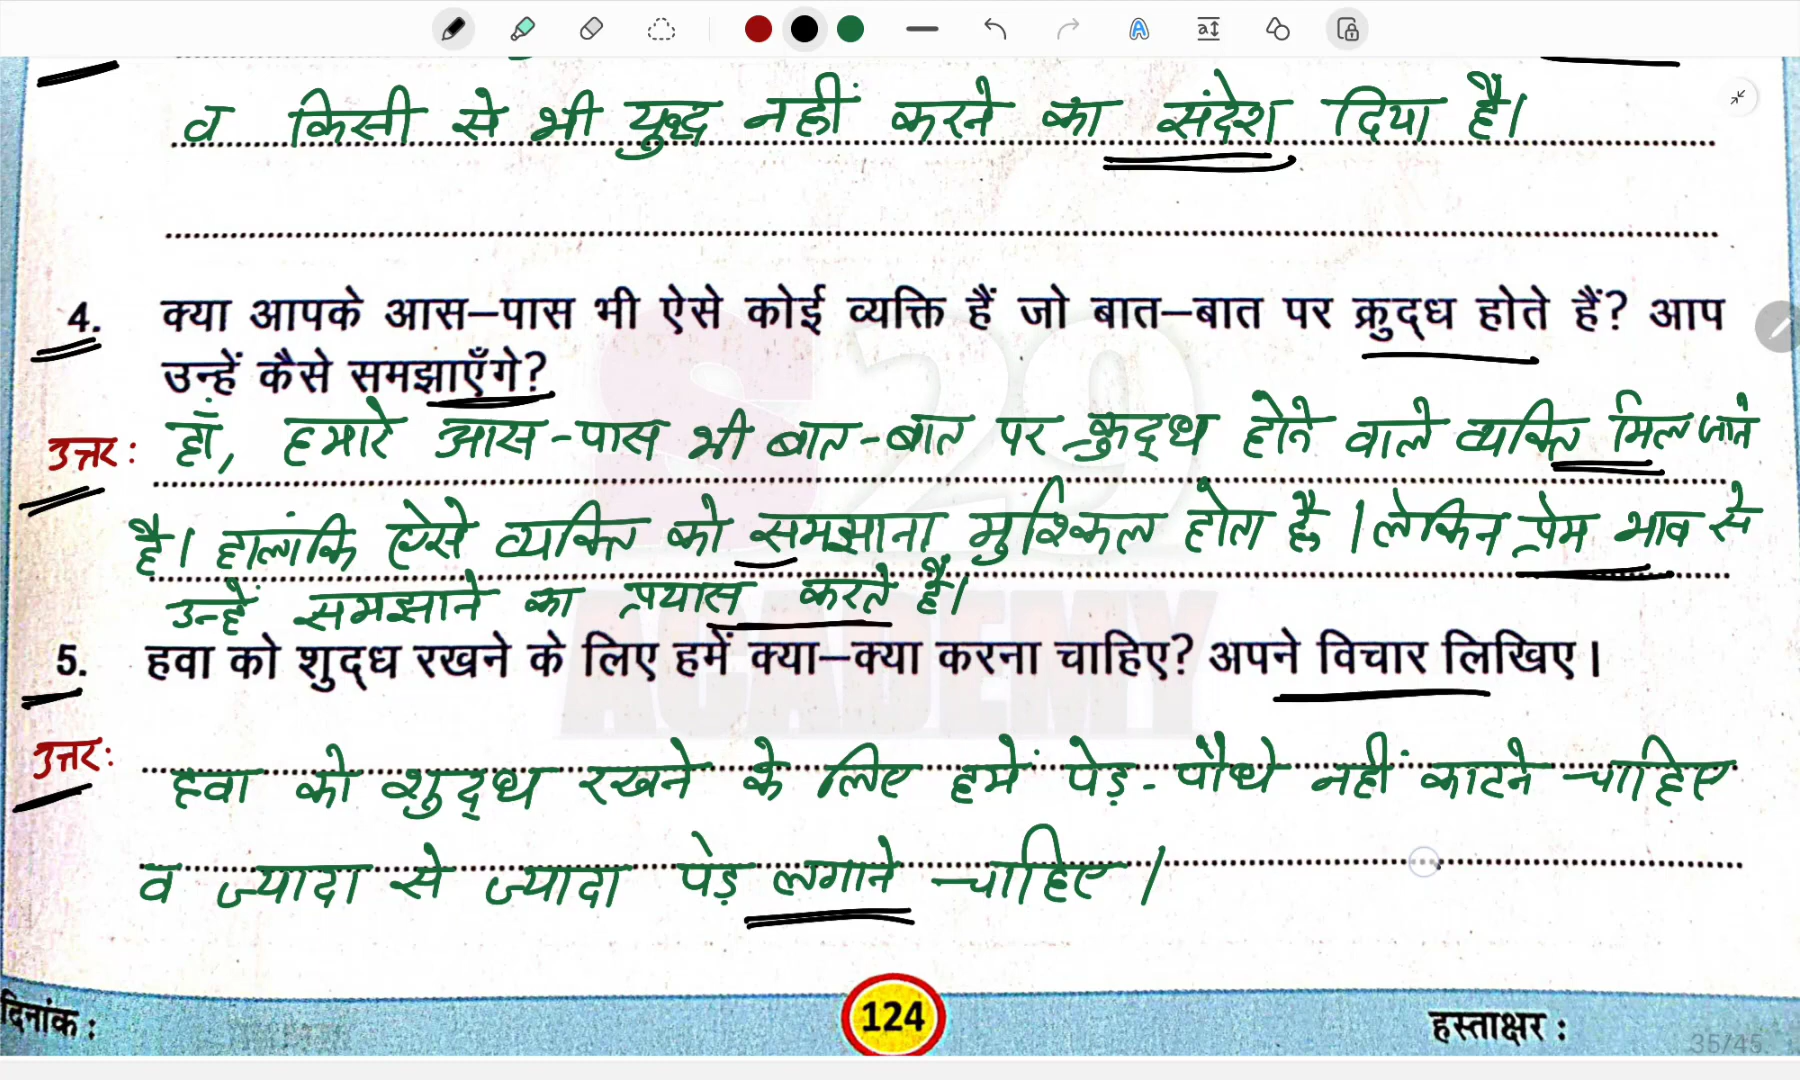 व किसी से भी युद्ध नहीं करने का संदेश दिया है।
4. क्या आपके आस–पास भी ऐसे कोई व्यक्ति हैं जो बात–बात पर क्रुद्ध होते हैं? आप
उन्हें कैसे समझाएँगे?
उत्तर: हाँ, हमारे आस-पास भी बात-बात पर क्रुद्ध होने वाले व्यक्ति मिल जाते
है। हालांकि ऐसे व्यक्ति को समझाना मुश्किल होता है। लेकिन प्रेम भाव से
उन्हें समझाने का प्रयास करते हैं।
5. हवा को शुद्ध रखने के लिए हमें क्या–क्या करना चाहिए? अपने विचार लिखिए।
उत्तर: हवा को शुद्ध रखने के लिए हमें पेड़-पौधे नहीं काटने चाहिए
व ज्यादा से ज्यादा पेड़ लगाने चाहिए।
S29
ACADEMY
दिनांक : 124 हस्ताक्षर :
35/45